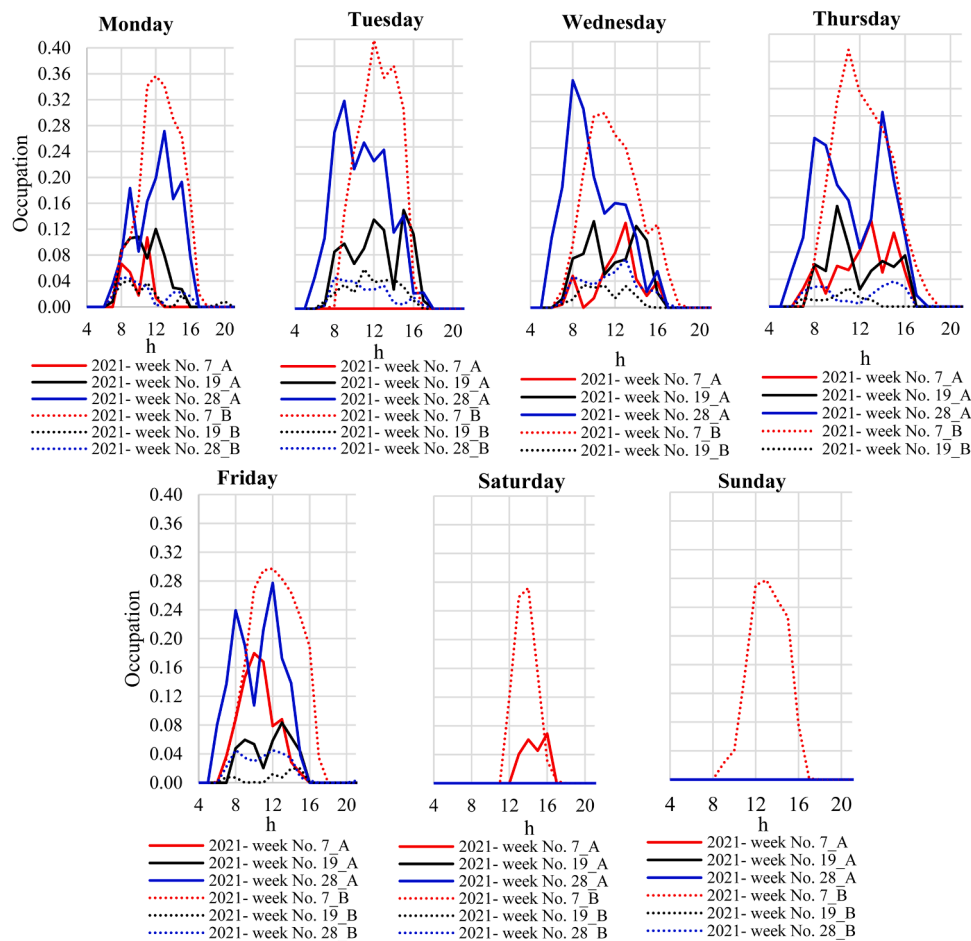 Monday
Tuesday
Wednesday
Thursday
0.40
0.36
0.32
0.28
0.24
0.20
0.16
0.12
0.08
0.04
0.00
Occupation
4 8 12 16 20
4 8 12 16 20
4 8 12 16 20
4 8 12 16 20
h
h
h
h
2021- week No. 7_A
2021- week No. 19_A
2021- week No. 28_A
2021- week No. 7_B
2021- week No. 19_B
2021- week No. 28_B
2021- week No. 7_A
2021- week No. 19_A
2021- week No. 28_A
2021- week No. 7_B
2021- week No. 19_B
2021- week No. 28_B
2021- week No. 7_A
2021- week No. 19_A
2021- week No. 28_A
2021- week No. 7_B
2021- week No. 19_B
2021- week No. 7_A
2021- week No. 19_A
2021- week No. 28_A
2021- week No. 7_B
2021- week No. 19_B
Friday
Saturday
Sunday
0.40
0.36
0.32
0.28
0.24
0.20
0.16
0.12
0.08
0.04
0.00
Occupation
4 8 12 16 20
4 8 12 16 20
4 8 12 16 20
h
h
h
2021- week No. 7_A
2021- week No. 19_A
2021- week No. 28_A
2021- week No. 7_B
2021- week No. 19_B
2021- week No. 28_B
2021- week No. 7_A
2021- week No. 19_A
2021- week No. 28_A
2021- week No. 7_B
2021- week No. 19_B
2021- week No. 28_B
2021- week No. 7_A
2021- week No. 19_A
2021- week No. 28_A
2021- week No. 7_B
2021- week No. 19_B
2021- week No. 28_B